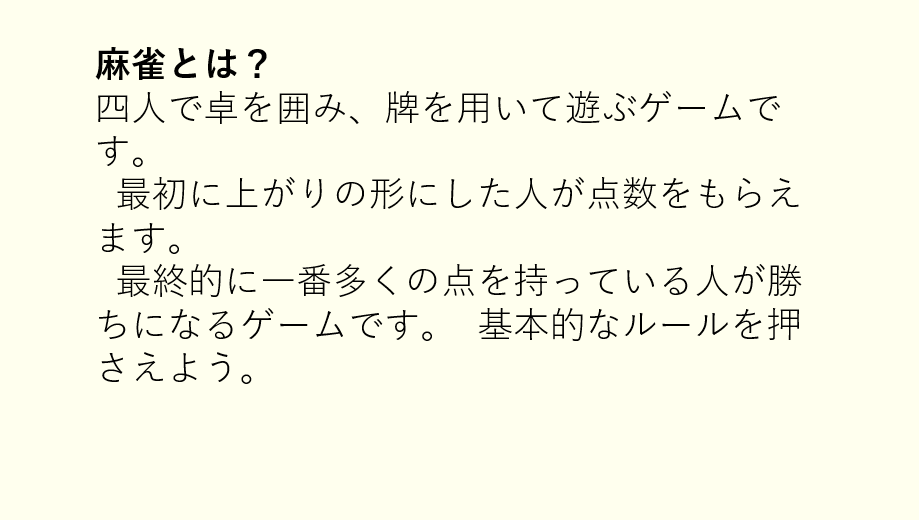 麻雀とは？
四人で卓を囲み、牌を用いて遊ぶゲームで
す。
最初に上がりの形にした人が点数をもらえ
ます。
最終的に一番多くの点を持っている人が勝
ちになるゲームです。 基本的なルールを押
さえよう。